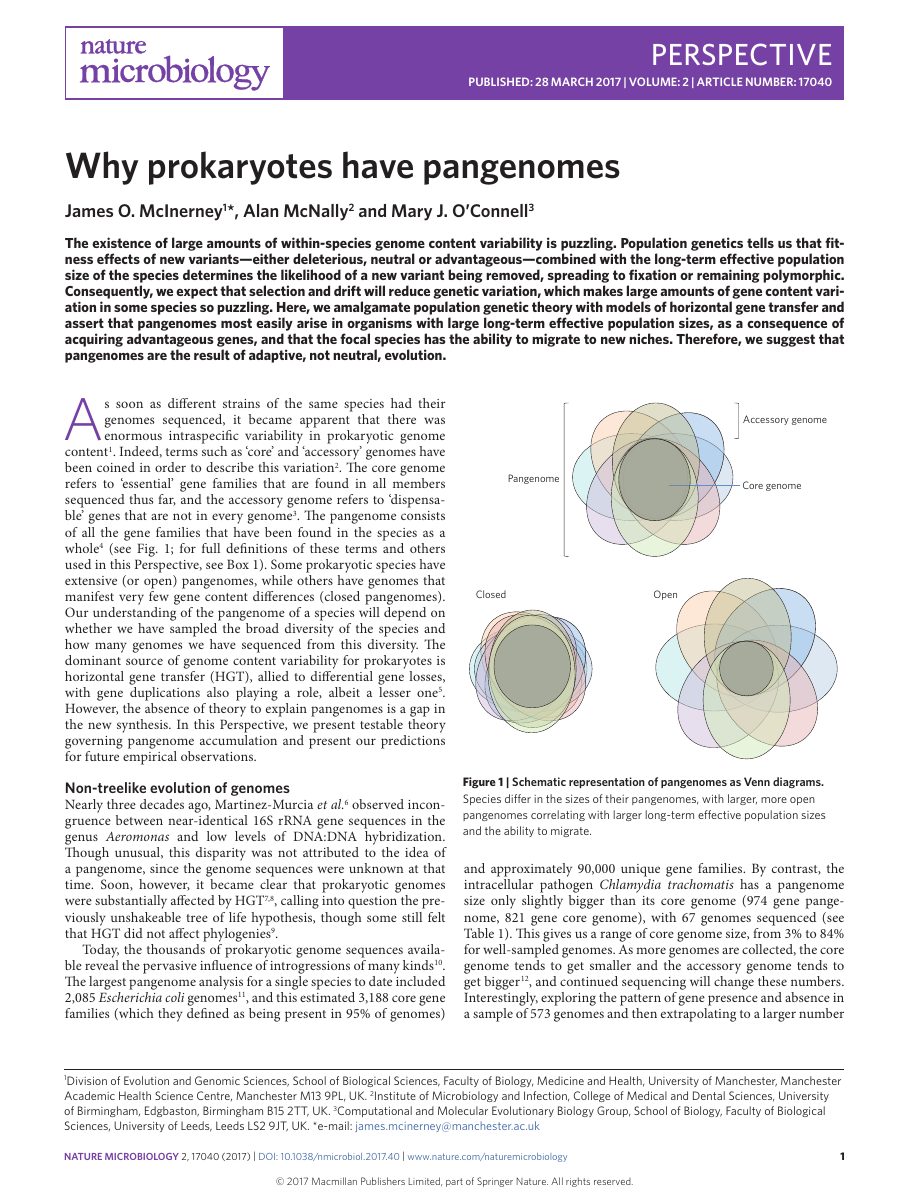 nature
microbiology
PERSPECTIVE
PUBLISHED: 28 MARCH 2017 | VOLUME: 2 | ARTICLE NUMBER: 17040
Why prokaryotes have pangenomes
James O. McInerney¹*, Alan McNally² and Mary J. O’Connell³
The existence of large amounts of within-species genome content variability is puzzling. Population genetics tells us that fit-
ness effects of new variants—either deleterious, neutral or advantageous—combined with the long-term effective population
size of the species determines the likelihood of a new variant being removed, spreading to fixation or remaining polymorphic.
Consequently, we expect that selection and drift will reduce genetic variation, which makes large amounts of gene content vari-
ation in some species so puzzling. Here, we amalgamate population genetic theory with models of horizontal gene transfer and
assert that pangenomes most easily arise in organisms with large long-term effective population sizes, as a consequence of
acquiring advantageous genes, and that the focal species has the ability to migrate to new niches. Therefore, we suggest that
pangenomes are the result of adaptive, not neutral, evolution.
As soon as different strains of the same species had their
genomes sequenced, it became apparent that there was
enormous intraspecific variability in prokaryotic genome
content¹. Indeed, terms such as ‘core’ and ‘accessory’ genomes have
been coined in order to describe this variation². The core genome
refers to ‘essential’ gene families that are found in all members
sequenced thus far, and the accessory genome refers to ‘dispensa-
ble’ genes that are not in every genome³. The pangenome consists
of all the gene families that have been found in the species as a
whole⁴ (see Fig. 1; for full definitions of these terms and others
used in this Perspective, see Box 1). Some prokaryotic species have
extensive (or open) pangenomes, while others have genomes that
manifest very few gene content differences (closed pangenomes).
Our understanding of the pangenome of a species will depend on
whether we have sampled the broad diversity of the species and
how many genomes we have sequenced from this diversity. The
dominant source of genome content variability for prokaryotes is
horizontal gene transfer (HGT), allied to differential gene losses,
with gene duplications also playing a role, albeit a lesser one⁵.
However, the absence of theory to explain pangenomes is a gap in
the new synthesis. In this Perspective, we present testable theory
governing pangenome accumulation and present our predictions
for future empirical observations.
Non-treelike evolution of genomes
Nearly three decades ago, Martinez-Murcia et al.⁶ observed incon-
gruence between near-identical 16S rRNA gene sequences in the
genus Aeromonas and low levels of DNA:DNA hybridization.
Though unusual, this disparity was not attributed to the idea of
a pangenome, since the genome sequences were unknown at that
time. Soon, however, it became clear that prokaryotic genomes
were substantially affected by HGT⁷,⁸, calling into question the pre-
viously unshakeable tree of life hypothesis, though some still felt
that HGT did not affect phylogenies⁹.
Today, the thousands of prokaryotic genome sequences availa-
ble reveal the pervasive influence of introgressions of many kinds¹⁰.
The largest pangenome analysis for a single species to date included
2,085 Escherichia coli genomes¹¹, and this estimated 3,188 core gene
families (which they defined as being present in 95% of genomes)
Accessory genome
Pangenome
Core genome
Closed
Open
Figure 1 | Schematic representation of pangenomes as Venn diagrams.
Species differ in the sizes of their pangenomes, with larger, more open
pangenomes correlating with larger long-term effective population sizes
and the ability to migrate.
and approximately 90,000 unique gene families. By contrast, the
intracellular pathogen Chlamydia trachomatis has a pangenome
size only slightly bigger than its core genome (974 gene pange-
nome, 821 gene core genome), with 67 genomes sequenced (see
Table 1). This gives us a range of core genome size, from 3% to 84%
for well-sampled genomes. As more genomes are collected, the core
genome tends to get smaller and the accessory genome tends to
get bigger¹², and continued sequencing will change these numbers.
Interestingly, exploring the pattern of gene presence and absence in
a sample of 573 genomes and then extrapolating to a larger number
¹Division of Evolution and Genomic Sciences, School of Biological Sciences, Faculty of Biology, Medicine and Health, University of Manchester, Manchester
Academic Health Science Centre, Manchester M13 9PL, UK. ²Institute of Microbiology and Infection, College of Medical and Dental Sciences, University
of Birmingham, Edgbaston, Birmingham B15 2TT, UK. ³Computational and Molecular Evolutionary Biology Group, School of Biology, Faculty of Biological
Sciences, University of Leeds, Leeds LS2 9JT, UK. *e-mail: james.mcinerney@manchester.ac.uk
NATURE MICROBIOLOGY 2, 17040 (2017) | DOI: 10.1038/nmicrobiol.2017.40 | www.nature.com/naturemicrobiology
1
© 2017 Macmillan Publishers Limited, part of Springer Nature. All rights reserved.